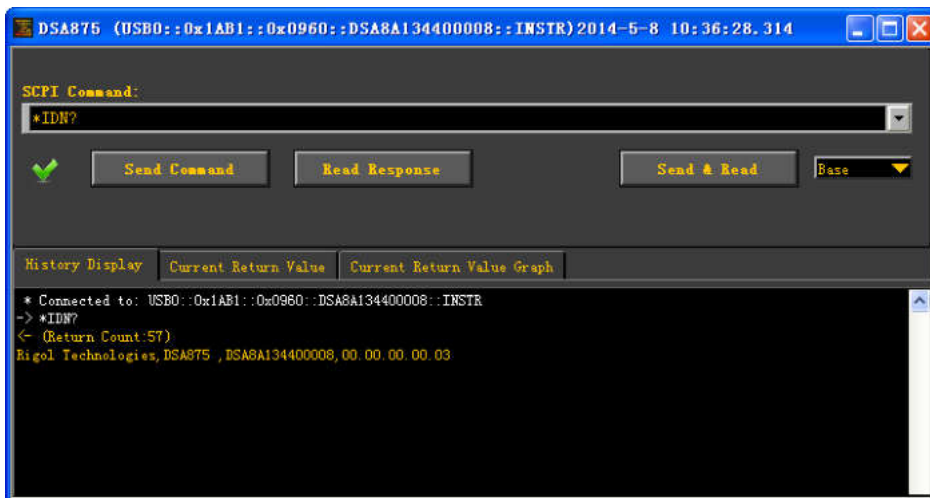 DSA875 (USB0::0x1AB1::0x0960::DSA8A134400008::INSTR)2014-5-8 10:36:28.314
SCPI Command:
*IDN?
Send Command Read Response Send & Read Base
History Display Current Return Value Current Return Value Graph
* Connected to: USB0::0x1AB1::0x0960::DSA8A134400008::INSTR
-> *IDN?
<- (Return Count:57)
Rigol Technologies,DSA875 ,DSA8A134400008,00.00.00.00.03